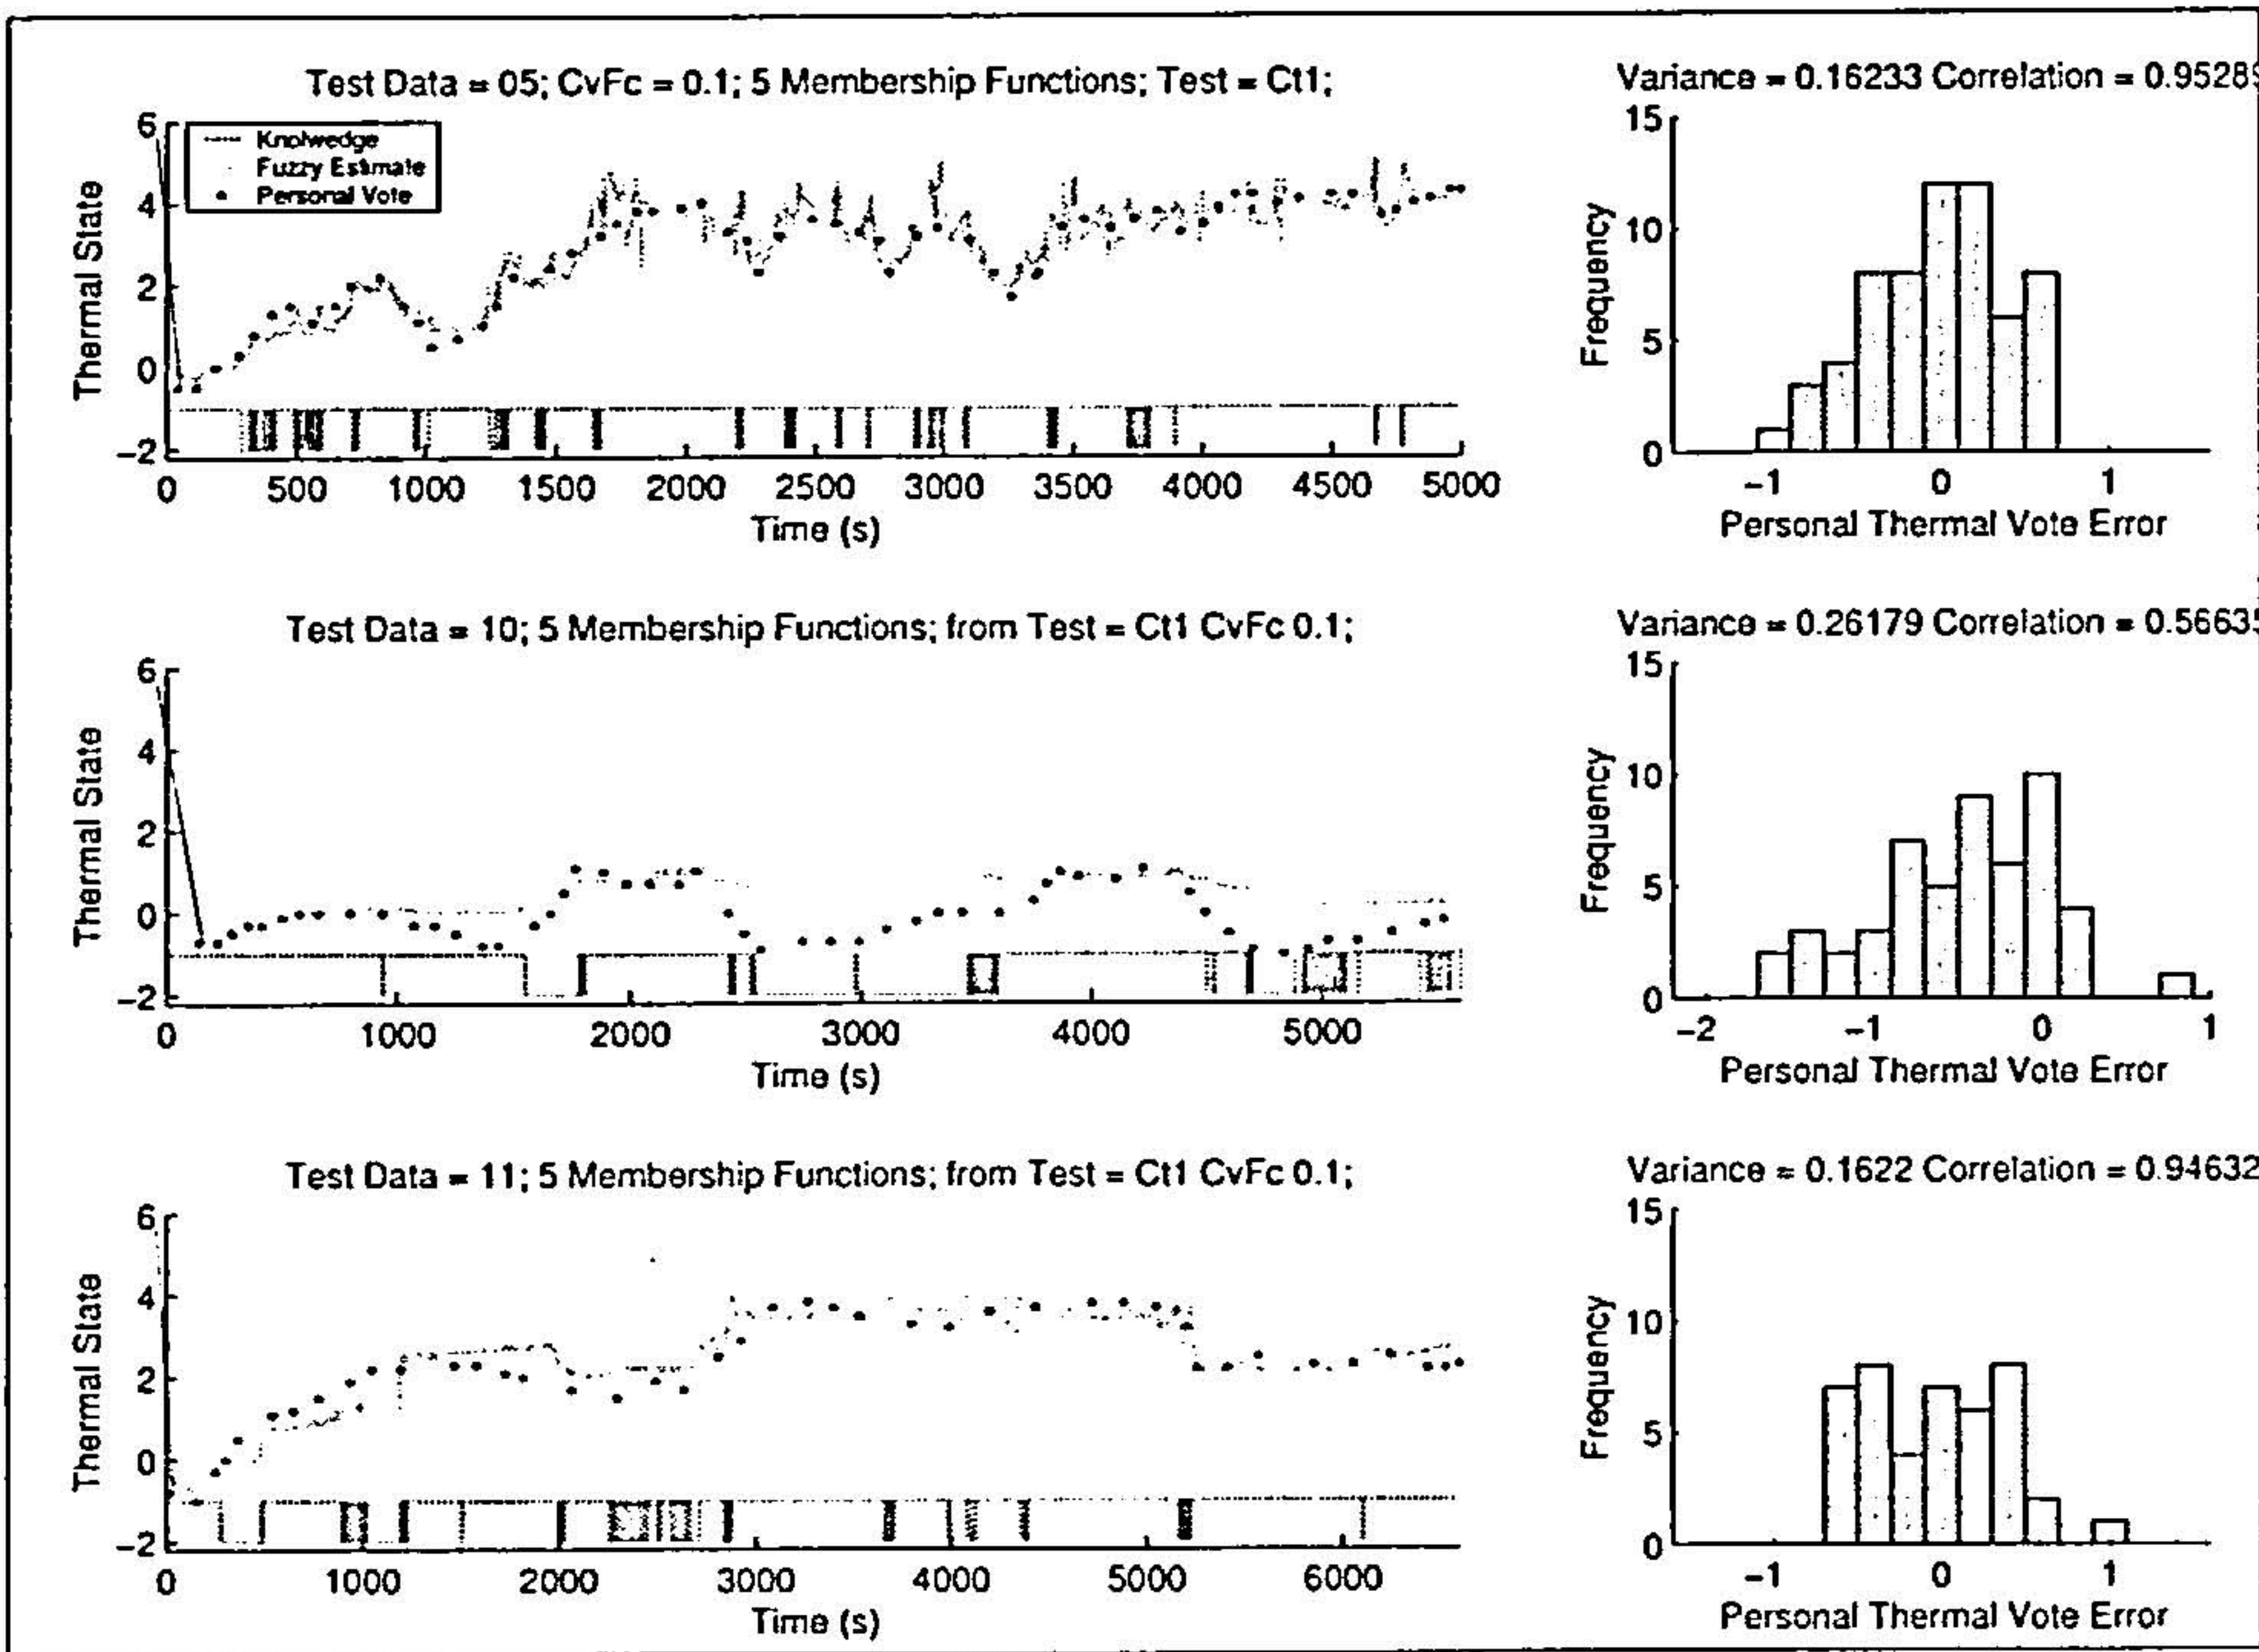 Test Data = 05; CvFc = 0.1; 5 Membership Functions; Test = Ct1;
Knolwedge
Fuzzy Estimate
Personal Vote
Thermal State
6
4
2
0
−2
0 500 1000 1500 2000 2500 3000 3500 4000 4500 5000
Time (s)
Variance = 0.16233 Correlation = 0.95289
Frequency
15
10
5
0
−1 0 1
Personal Thermal Vote Error
Test Data = 10; 5 Membership Functions; from Test = Ct1 CvFc 0.1;
Thermal State
6
4
2
0
−2
0 1000 2000 3000 4000 5000
Time (s)
Variance = 0.26179 Correlation = 0.56635
Frequency
15
10
5
0
−2 −1 0 1
Personal Thermal Vote Error
Test Data = 11; 5 Membership Functions; from Test = Ct1 CvFc 0.1;
Thermal State
6
4
2
0
−2
0 1000 2000 3000 4000 5000 6000
Time (s)
Variance = 0.1622 Correlation = 0.94632
Frequency
15
10
5
0
−1 0 1
Personal Thermal Vote Error